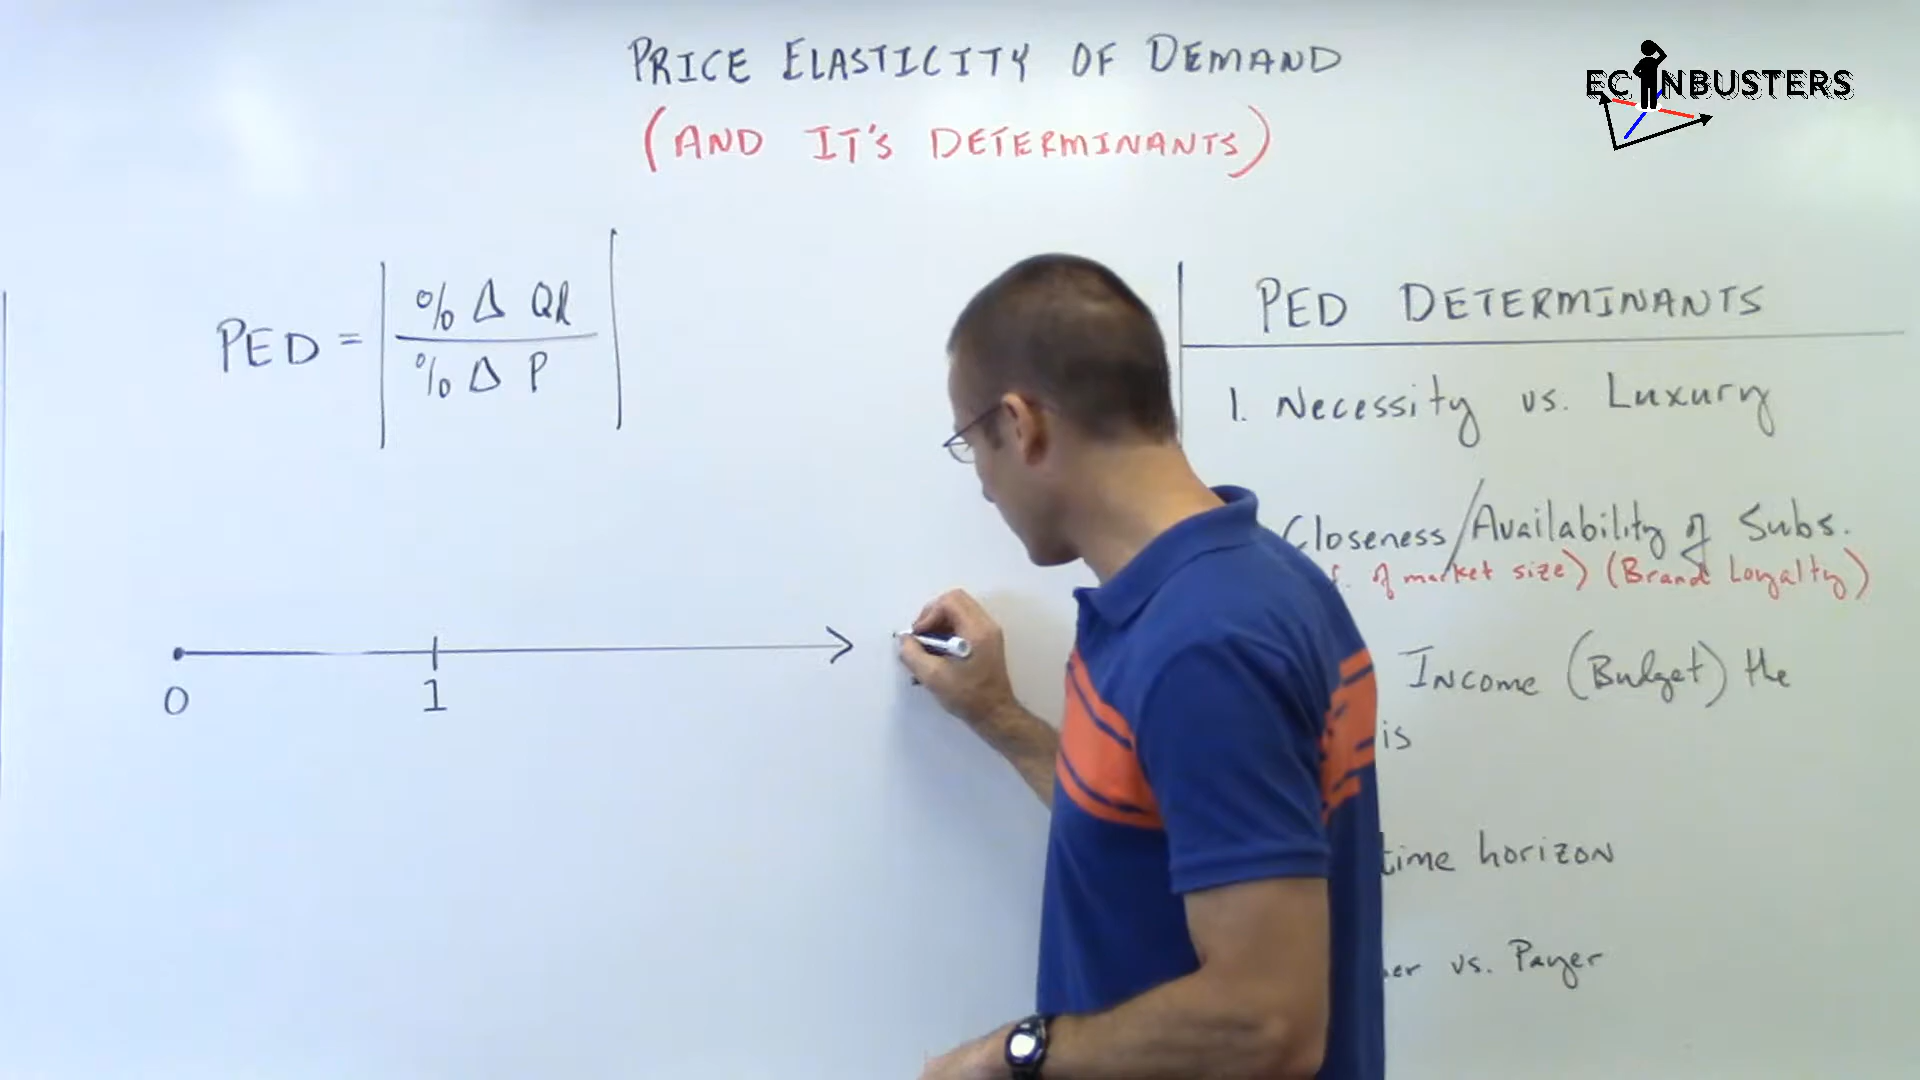 PRICE ELASTICITY OF DEMAND
(AND IT'S DETERMINANTS)
ECONBUSTERS
PED = | %Δ Qd / %Δ P |
0 1
PED DETERMINANTS
1. Necessity vs. Luxury
Closeness/Availability of Subs.
of market size) (Brand Loyalty)
Income (Budget) the
is
time horizon
vs. Payer